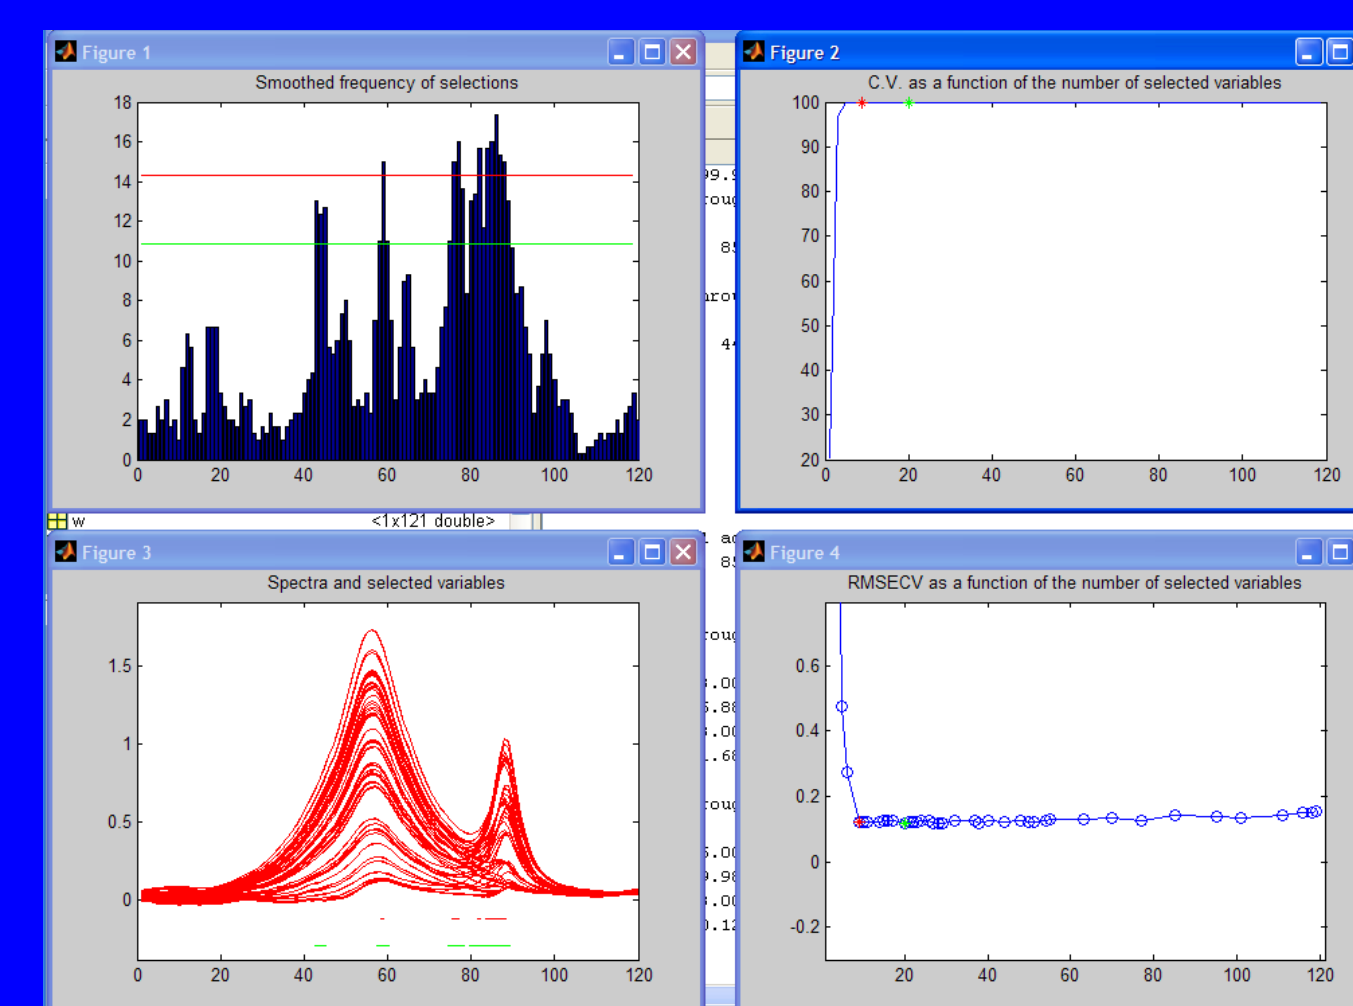 Figure 1
Smoothed frequency of selections
18
16
14
12
10
8
6
4
2
0
0 20 40 60 80 100 120
Figure 2
C.V. as a function of the number of selected variables
100
90
80
70
60
50
40
30
20
0 20 40 60 80 100 120
w <1x121 double>
Figure 3
Spectra and selected variables
1.5
1
0.5
0
0 20 40 60 80 100 120
Figure 4
RMSECV as a function of the number of selected variables
0.6
0.4
0.2
0
-0.2
20 40 60 80 100 120